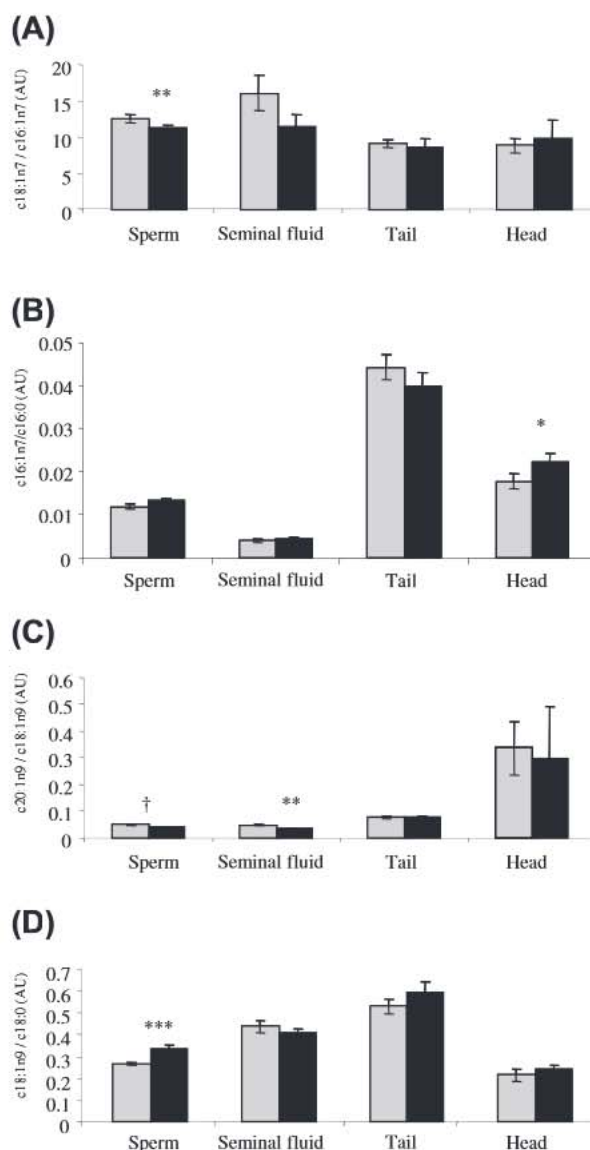 (A)
c18:1n7 / c16:1n7 (AU)
20
15
10
5
0
**
Sperm Seminal fluid Tail Head
(B)
c16:1n7/c16:0 (AU)
0.05
0.04
0.03
0.02
0.01
0
*
Sperm Seminal fluid Tail Head
(C)
c20:1n9 / c18:1n9 (AU)
0.6
0.5
0.4
0.3
0.2
0.1
0
†
**
Sperm Seminal fluid Tail Head
(D)
c18:1n9 / c18:0 (AU)
0.7
0.6
0.5
0.4
0.3
0.2
0.1
0
***
Sperm Seminal fluid Tail Head